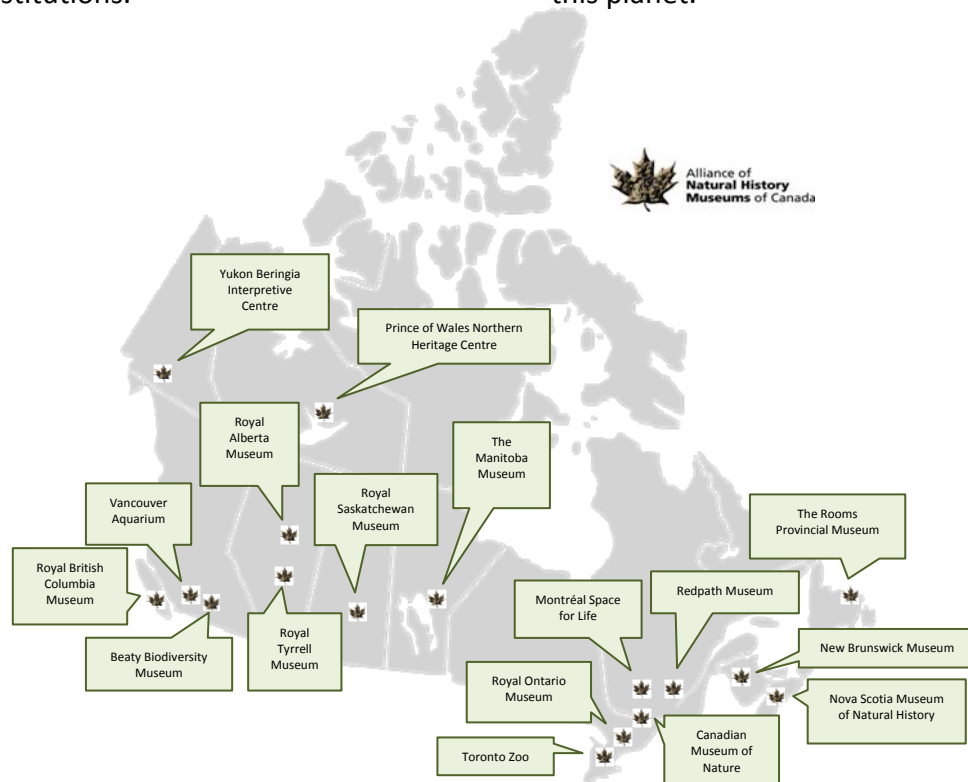 stitutions.
this planet.
Alliance of
Natural History
Museums of Canada
Yukon Beringia
Interpretive
Centre
Prince of Wales Northern
Heritage Centre
Royal
Alberta
Museum
The
Manitoba
Museum
Royal
Saskatchewan
Museum
Vancouver
Aquarium
The Rooms
Provincial Museum
Royal British
Columbia
Museum
Montréal Space
for Life
Redpath Museum
Beaty Biodiversity
Museum
Royal
Tyrrell
Museum
New Brunswick Museum
Royal Ontario
Museum
Nova Scotia Museum
of Natural History
Toronto Zoo
Canadian
Museum of
Nature